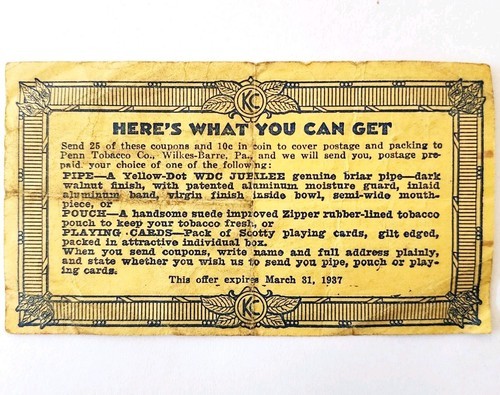 KC
HERE'S WHAT YOU CAN GET
Send 25 of these coupons and 10c in coin to cover postage and packing to
Penn Tobacco Co., Wilkes-Barre, Pa., and we will send you, postage pre-
paid, your choice of one of the following:
PIPE—A Yellow-Dot WDC JUBILEE genuine briar pipe—dark
walnut finish, with patented aluminum moisture guard, inlaid
aluminum band, virgin finish inside bowl, semi-wide mouth-
piece, or
POUCH—A handsome suede improved Zipper rubber-lined tobacco
pouch to keep your tobacco fresh, or
PLAYING CARDS—Pack of Scotty playing cards, gilt edged,
packed in attractive individual box.
When you send coupons, write name and full address plainly,
and state whether you wish us to send you pipe, pouch or play-
ing cards.
This offer expires March 31, 1937
KC